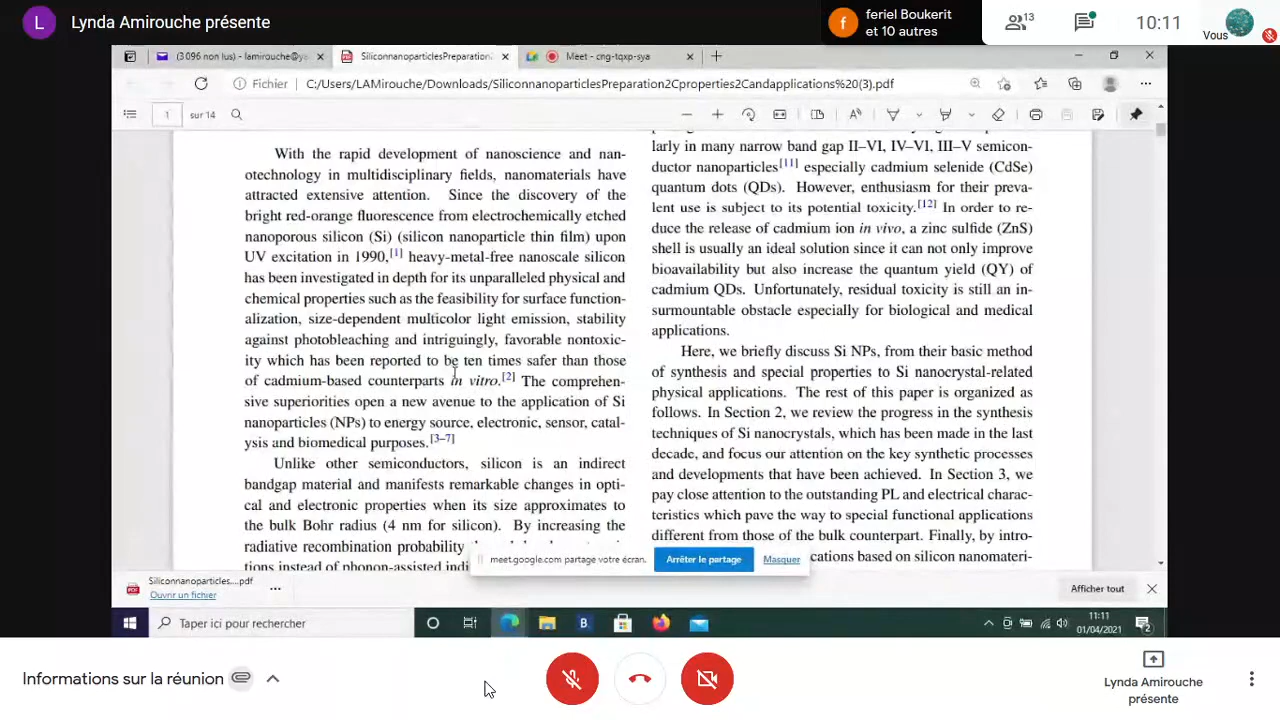 L Lynda Amirouche présente
f feriel Boukerit et 10 autres
13
10:11
Vous
(3 096 non lus) - lamirouche@y
SiliconnanoparticlesPreparation2
Meet - cng-tqxp-sya
Fichier C:/Users/LAMirouche/Downloads/SiliconnanoparticlesPreparation2Cproperties2Candapplications%20(3).pdf
1 sur 14
With the rapid development of nanoscience and nan-
otechnology in multidisciplinary fields, nanomaterials have
attracted extensive attention. Since the discovery of the
bright red-orange fluorescence from electrochemically etched
nanoporous silicon (Si) (silicon nanoparticle thin film) upon
UV excitation in 1990,[1] heavy-metal-free nanoscale silicon
has been investigated in depth for its unparalleled physical and
chemical properties such as the feasibility for surface function-
alization, size-dependent multicolor light emission, stability
against photobleaching and intriguingly, favorable nontoxic-
ity which has been reported to be ten times safer than those
of cadmium-based counterparts in vitro.[2] The comprehen-
sive superiorities open a new avenue to the application of Si
nanoparticles (NPs) to energy source, electronic, sensor, catal-
ysis and biomedical purposes.[3–7]
Unlike other semiconductors, silicon is an indirect
bandgap material and manifests remarkable changes in opti-
cal and electronic properties when its size approximates to
the bulk Bohr radius (4 nm for silicon). By increasing the
radiative recombination probability
tions instead of phonon-assisted indi
larly in many narrow band gap II–VI, IV–VI, III–V semicon-
ductor nanoparticles[11] especially cadmium selenide (CdSe)
quantum dots (QDs). However, enthusiasm for their preva-
lent use is subject to its potential toxicity.[12] In order to re-
duce the release of cadmium ion in vivo, a zinc sulfide (ZnS)
shell is usually an ideal solution since it can not only improve
bioavailability but also increase the quantum yield (QY) of
cadmium QDs. Unfortunately, residual toxicity is still an in-
surmountable obstacle especially for biological and medical
applications.
Here, we briefly discuss Si NPs, from their basic method
of synthesis and special properties to Si nanocrystal-related
physical applications. The rest of this paper is organized as
follows. In Section 2, we review the progress in the synthesis
techniques of Si nanocrystals, which has been made in the last
decade, and focus our attention on the key synthetic processes
and developments that have been achieved. In Section 3, we
pay close attention to the outstanding PL and electrical charac-
teristics which pave the way to special functional applications
different from those of the bulk counterpart. Finally, by intro-
cations based on silicon nanomateri-
meet.google.com partage votre écran. Arrêter le partage Masquer
Siliconnanoparticles....pdf
Ouvrir un fichier
Afficher tout
Taper ici pour rechercher
11:11
01/04/2021
2
Informations sur la réunion
Lynda Amirouche
présente